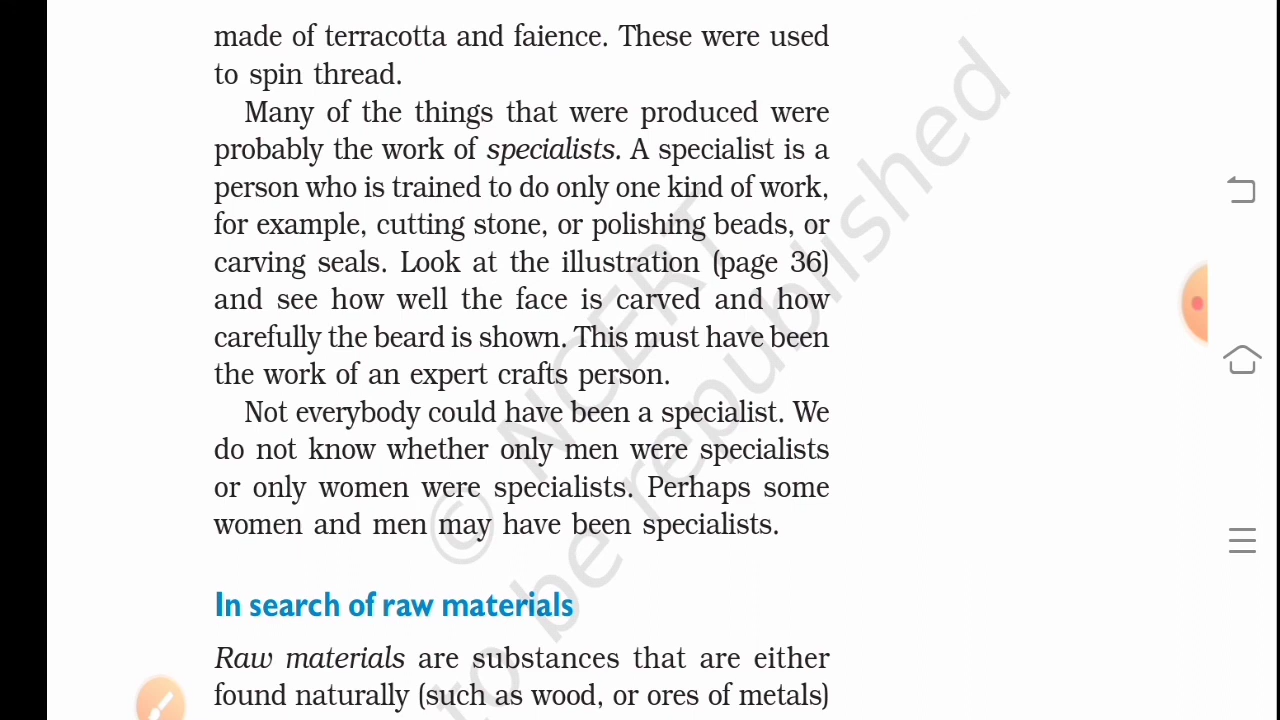 made of terracotta and faience. These were used
to spin thread.
Many of the things that were produced were
probably the work of specialists. A specialist is a
person who is trained to do only one kind of work,
for example, cutting stone, or polishing beads, or
carving seals. Look at the illustration (page 36)
and see how well the face is carved and how
carefully the beard is shown. This must have been
the work of an expert crafts person.
Not everybody could have been a specialist. We
do not know whether only men were specialists
or only women were specialists. Perhaps some
women and men may have been specialists.
In search of raw materials
Raw materials are substances that are either
found naturally (such as wood, or ores of metals)
© NCERT
to be republished